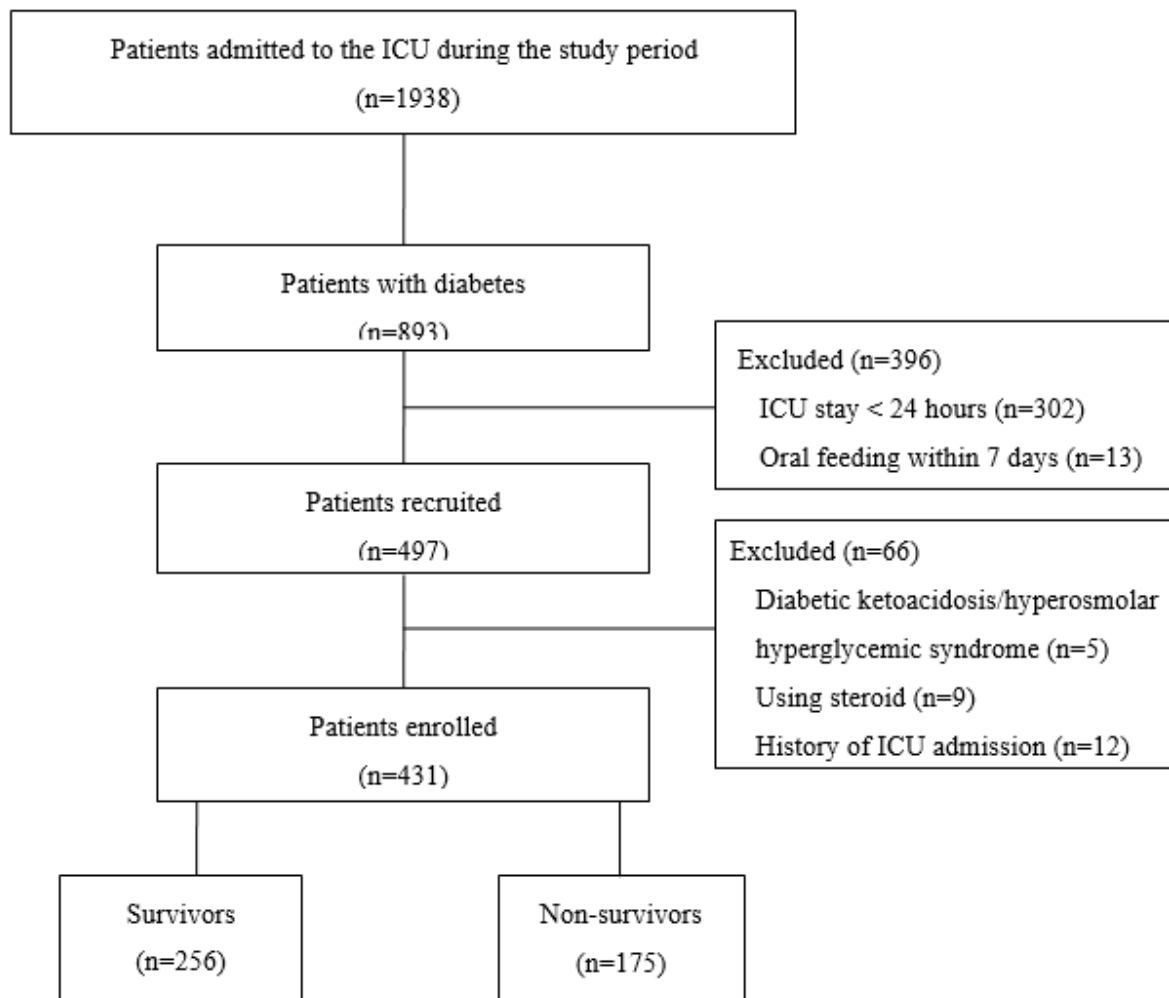 Patients admitted to the ICU during the study period
(n=1938)
Patients with diabetes
(n=893)
Excluded (n=396)
ICU stay < 24 hours (n=302)
Oral feeding within 7 days (n=13)
Patients recruited
(n=497)
Excluded (n=66)
Diabetic ketoacidosis/hyperosmolar
hyperglycemic syndrome (n=5)
Using steroid (n=9)
History of ICU admission (n=12)
Patients enrolled
(n=431)
Survivors
(n=256)
Non-survivors
(n=175)